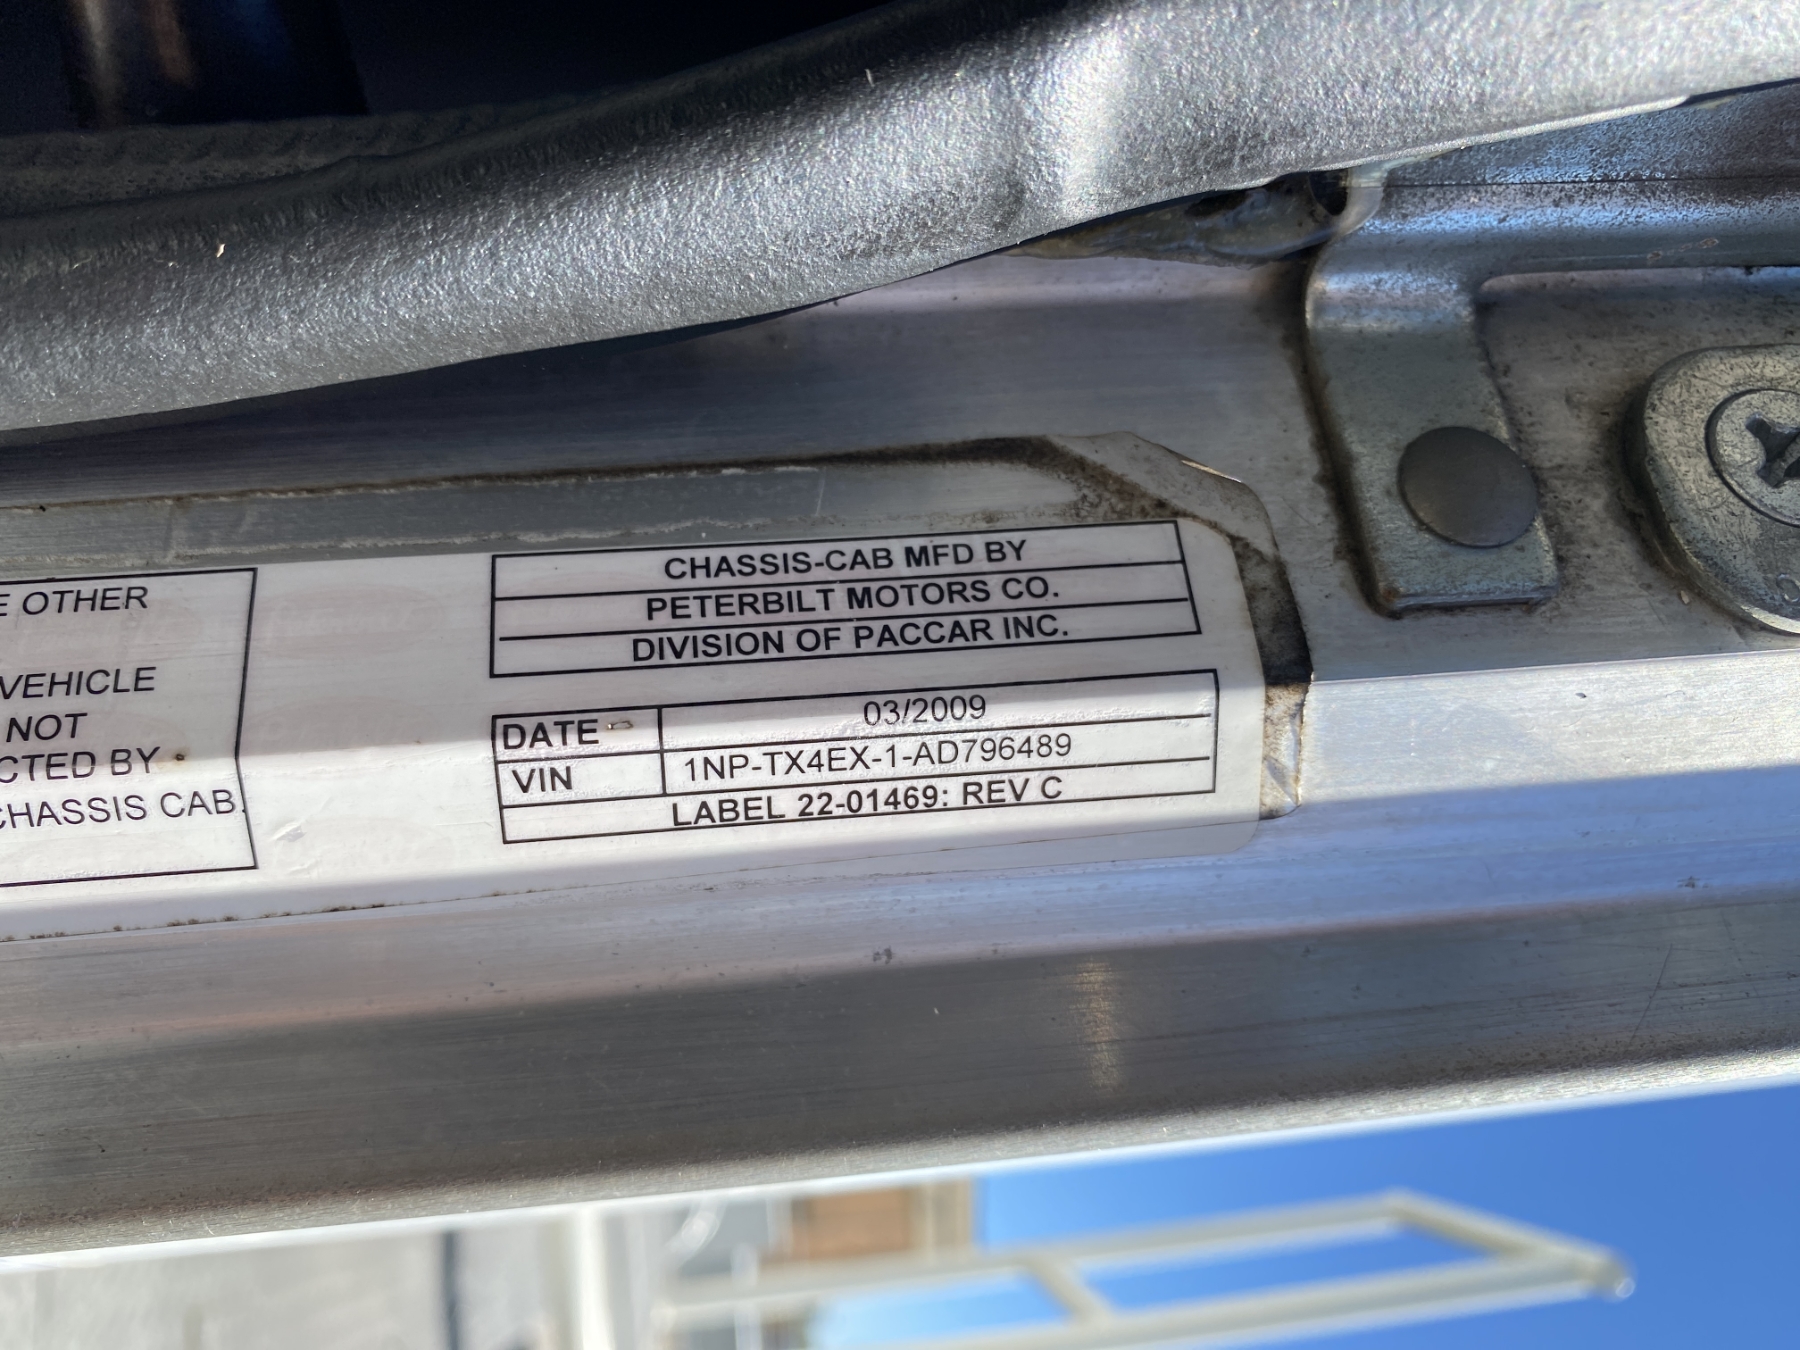 E OTHER
VEHICLE
NOT
CTED BY
CHASSIS CAB.
CHASSIS-CAB MFD BY
PETERBILT MOTORS CO.
DIVISION OF PACCAR INC.
DATE 03/2009
VIN 1NP-TX4EX-1-AD796489
LABEL 22-01469: REV C